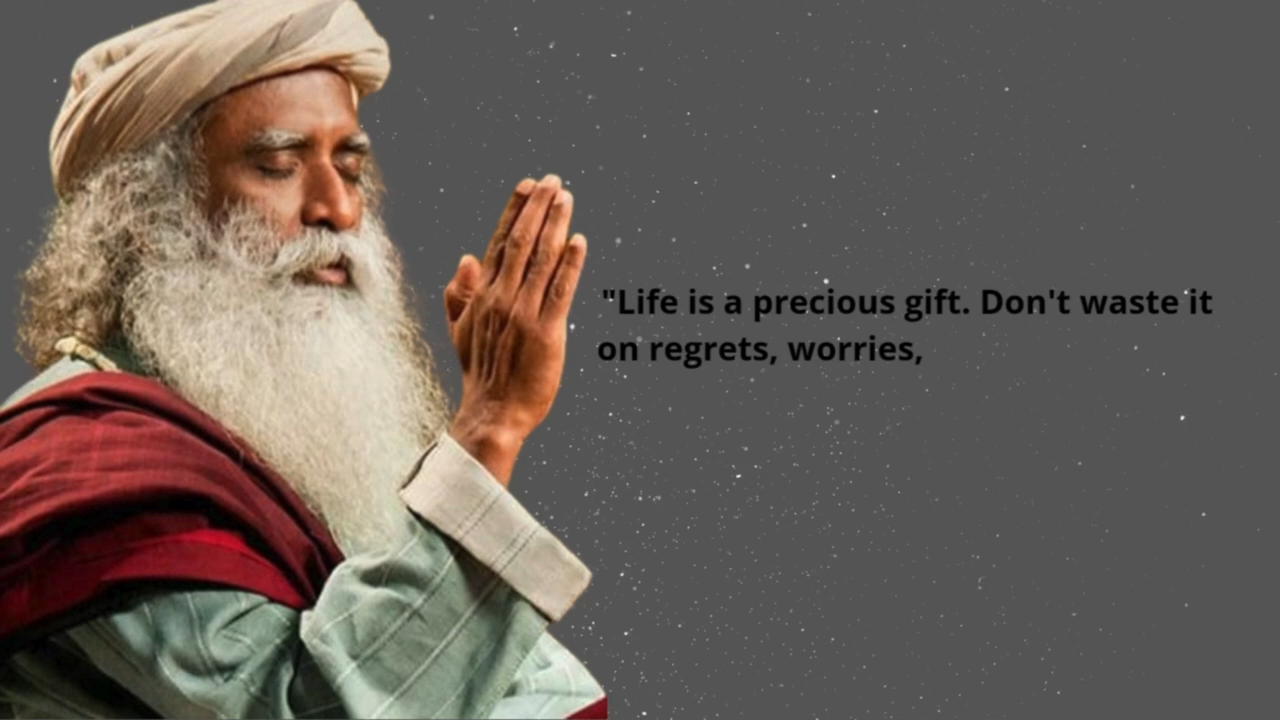 "Life is a precious gift. Don't waste it
on regrets, worries,